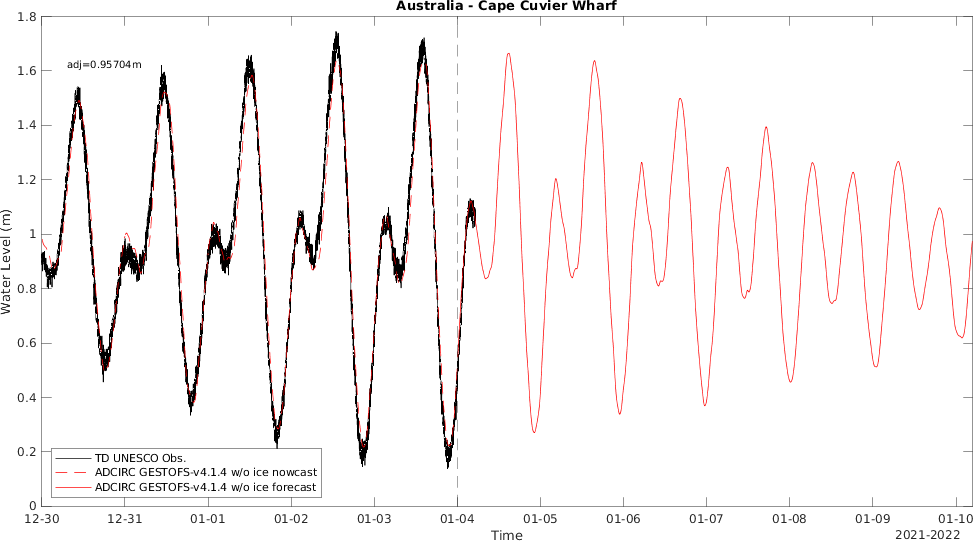 Australia - Cape Cuvier Wharf
1.8
1.6
1.4
1.2
1
0.8
0.6
0.4
0.2
0
Water Level (m)
adj=0.95704m
TD UNESCO Obs.
ADCIRC GESTOFS-v4.1.4 w/o ice nowcast
ADCIRC GESTOFS-v4.1.4 w/o ice forecast
12-30 12-31 01-01 01-02 01-03 01-04 01-05 01-06 01-07 01-08 01-09 01-10
Time
2021-2022